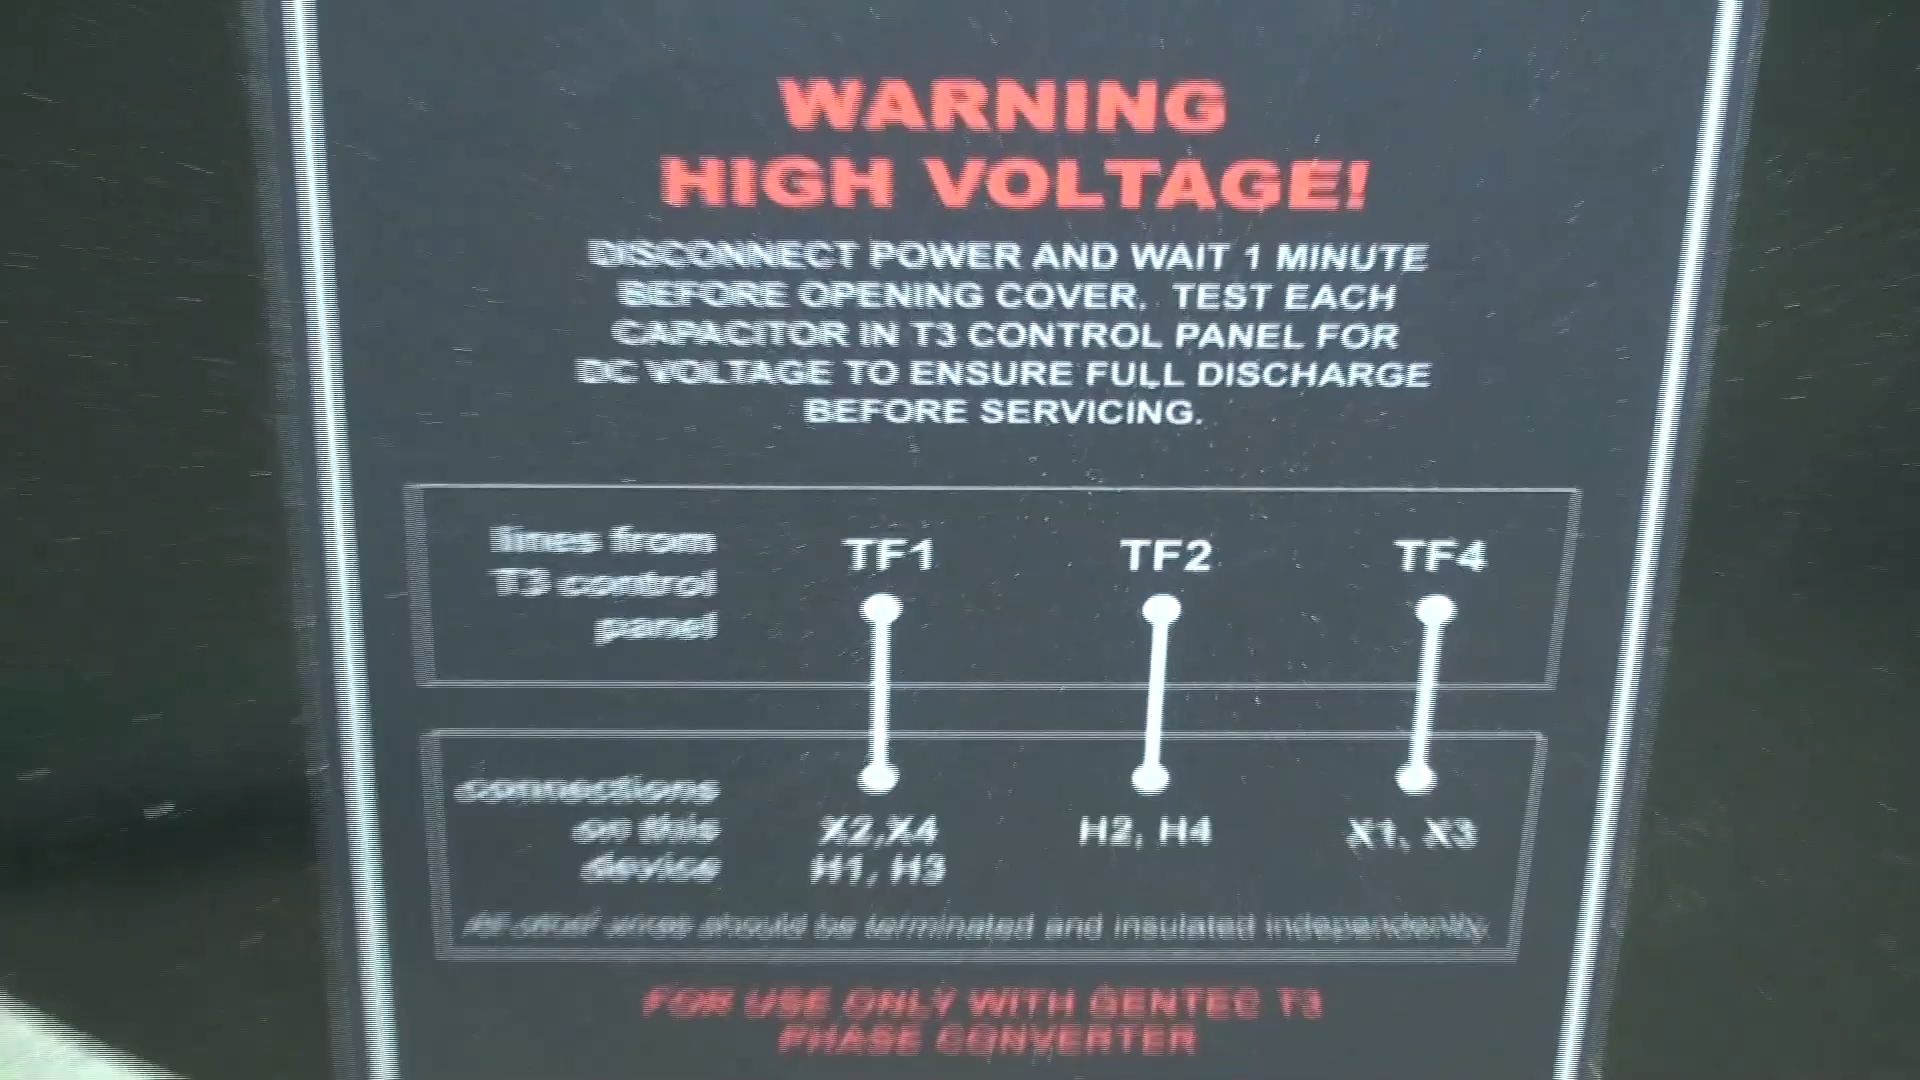 WARNING
HIGH VOLTAGE!
DISCONNECT POWER AND WAIT 1 MINUTE
BEFORE OPENING COVER. TEST EACH
CAPACITOR IN T3 CONTROL PANEL FOR
DC VOLTAGE TO ENSURE FULL DISCHARGE
BEFORE SERVICING.
lines from
T3 control
panel
TF1 TF2 TF4
connections
on this
device
X2,X4 H2, H4 X1, X3
H1, H3
All other wires should be terminated and insulated independently
FOR USE ONLY WITH GENTEC T3
PHASE CONVERTER